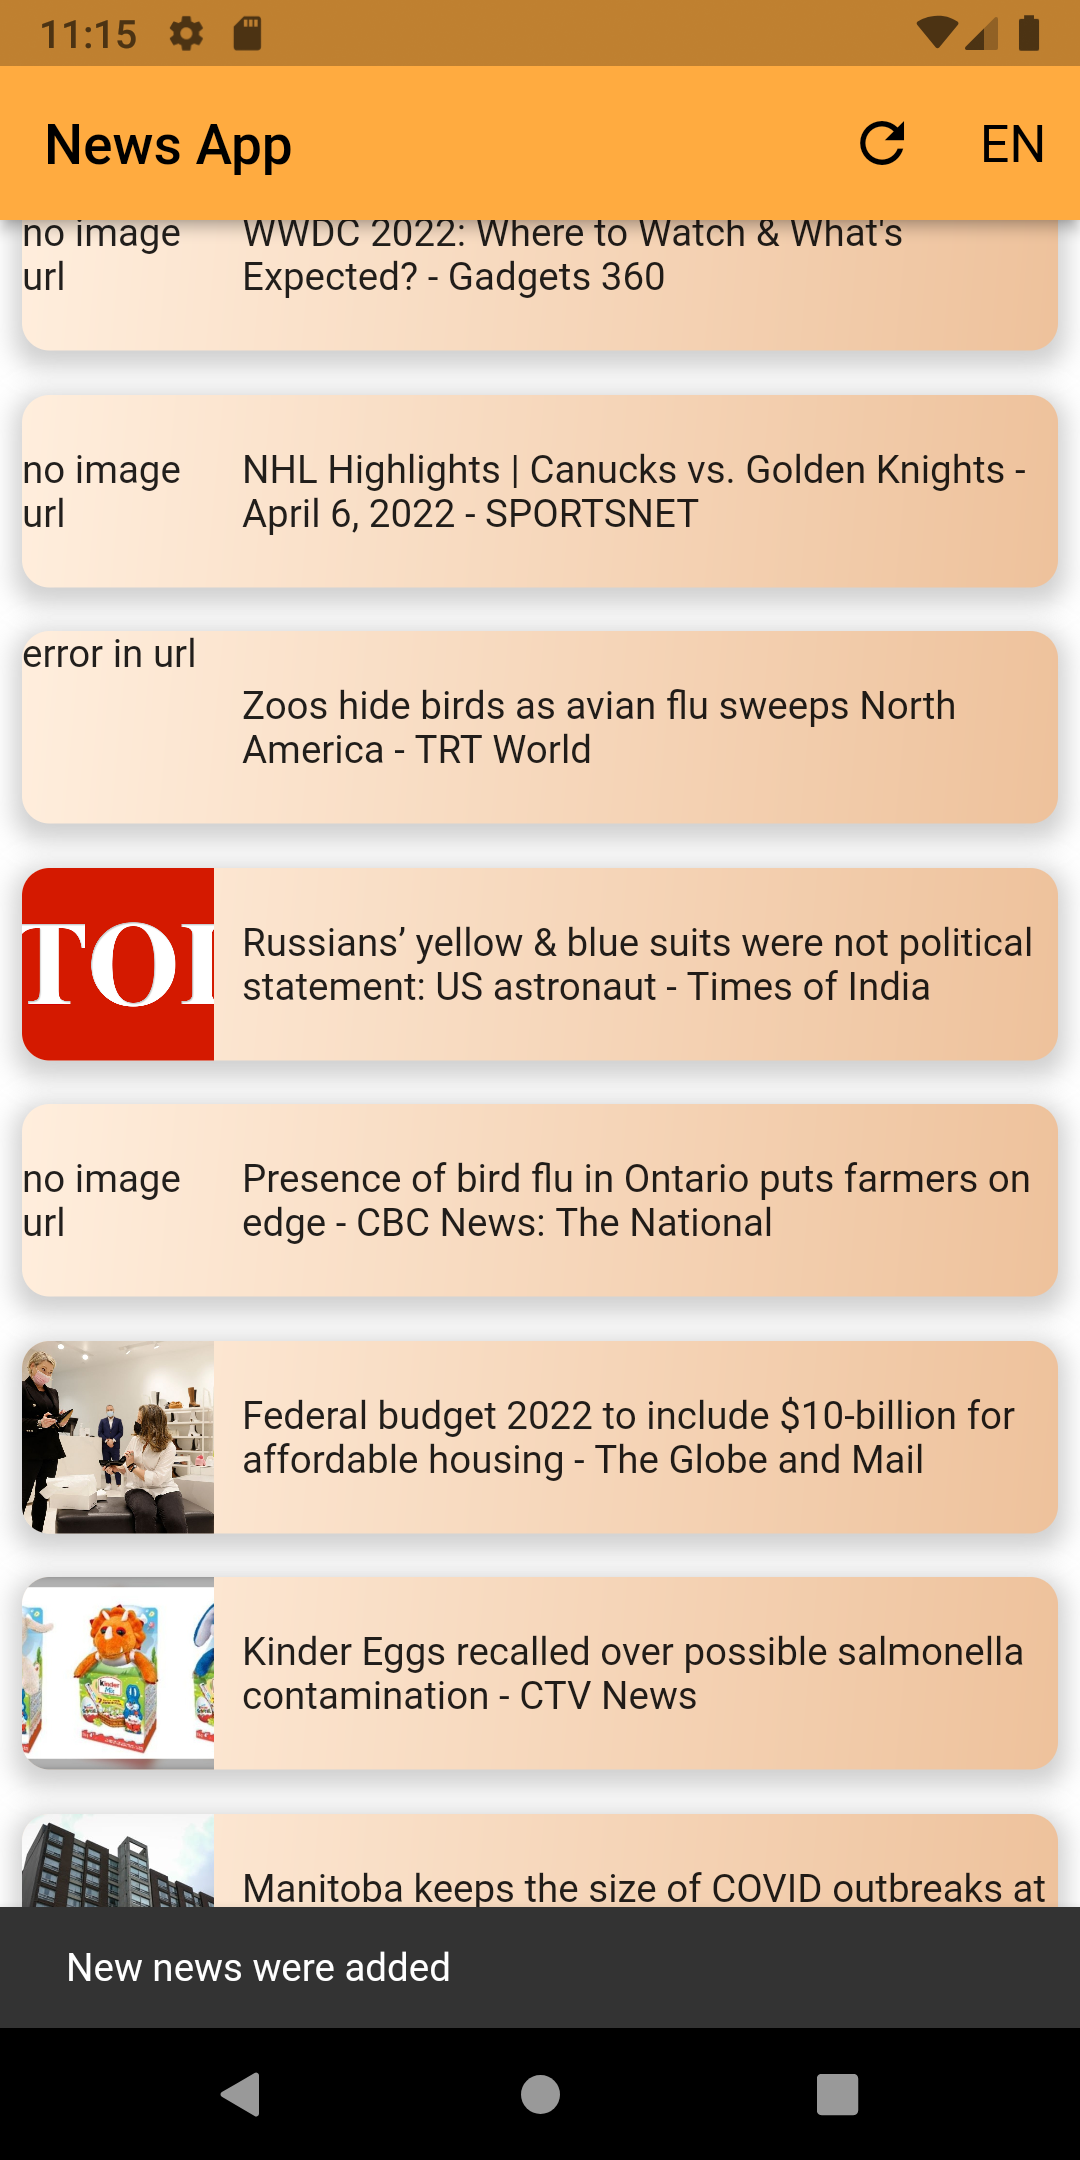 11:15
News App
EN
no image
url
WWDC 2022: Where to Watch & What's
Expected? - Gadgets 360
no image
url
NHL Highlights | Canucks vs. Golden Knights -
April 6, 2022 - SPORTSNET
error in url
Zoos hide birds as avian flu sweeps North
America - TRT World
TOI
Russians’ yellow & blue suits were not political
statement: US astronaut - Times of India
no image
url
Presence of bird flu in Ontario puts farmers on
edge - CBC News: The National
Federal budget 2022 to include $10-billion for
affordable housing - The Globe and Mail
Kinder
Kinder Eggs recalled over possible salmonella
contamination - CTV News
Manitoba keeps the size of COVID outbreaks at
New news were added